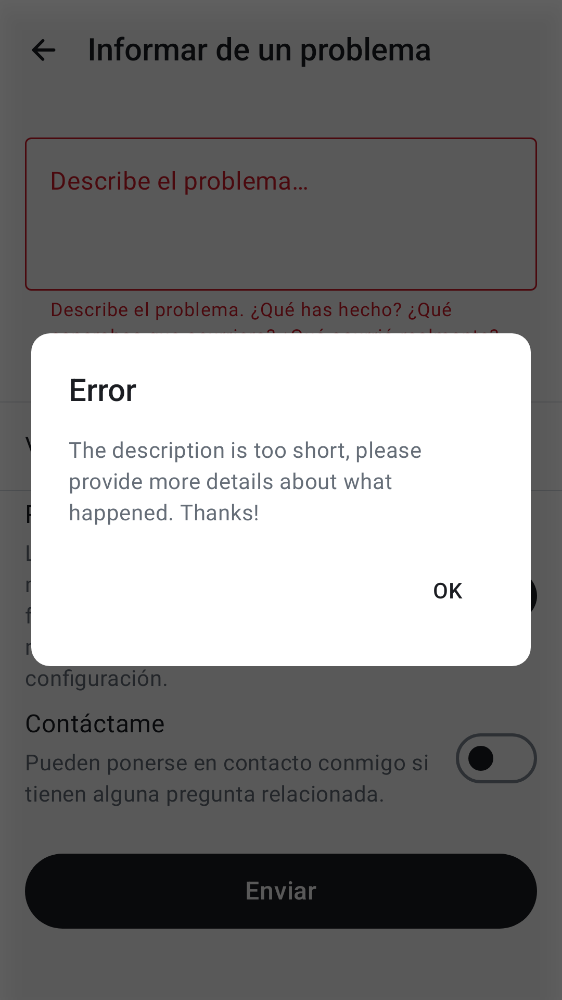 Informar de un problema
Describe el problema…
Describe el problema. ¿Qué has hecho? ¿Qué
Error
The description is too short, please
provide more details about what
happened. Thanks!
OK
configuración.
Contáctame
Pueden ponerse en contacto conmigo si
tienen alguna pregunta relacionada.
Enviar